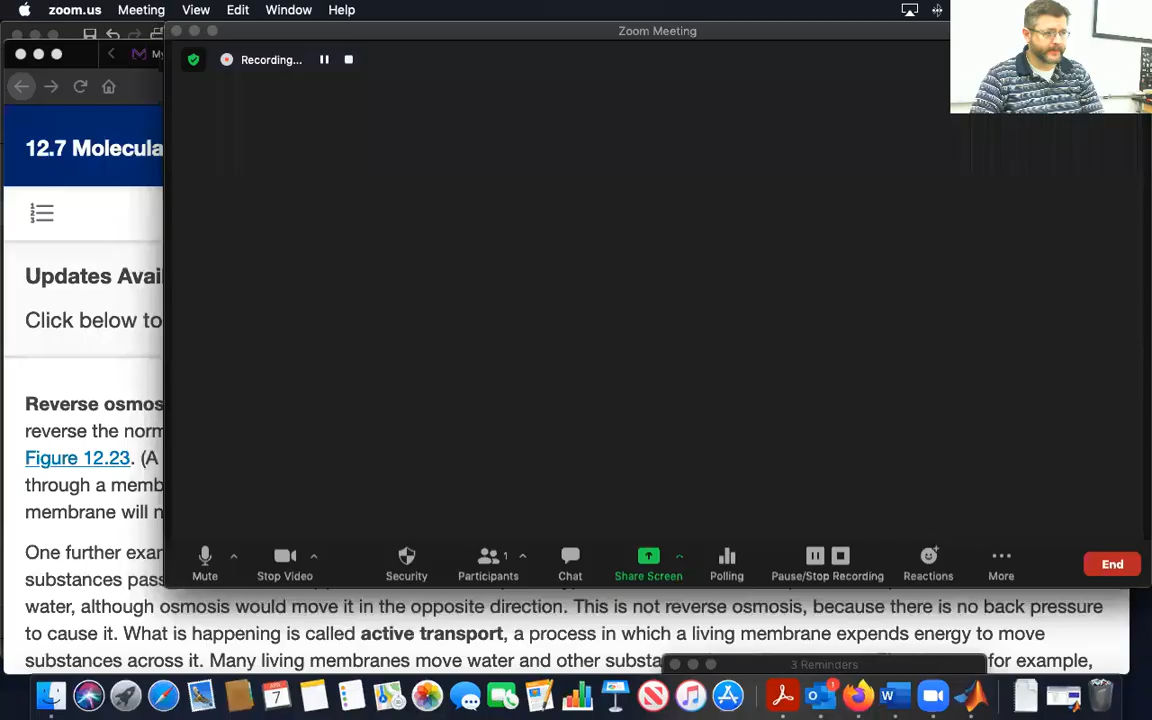 zoom.us Meeting View Edit Window Help
Zoom Meeting
My
Recording...
12.7 Molecula
Updates Avai
Click below to
Reverse osmos
reverse the norm
Figure 12.23. (A
through a memb
membrane will n
One further exar
substances pass
water, although osmosis would move it in the opposite direction. This is not reverse osmosis, because there is no back pressure
to cause it. What is happening is called active transport, a process in which a living membrane expends energy to move
substances across it. Many living membranes move water and other substa for example,
1
Mute Stop Video Security Participants Chat Share Screen Polling Pause/Stop Recording Reactions More End
3 Reminders
APR
7
1
W